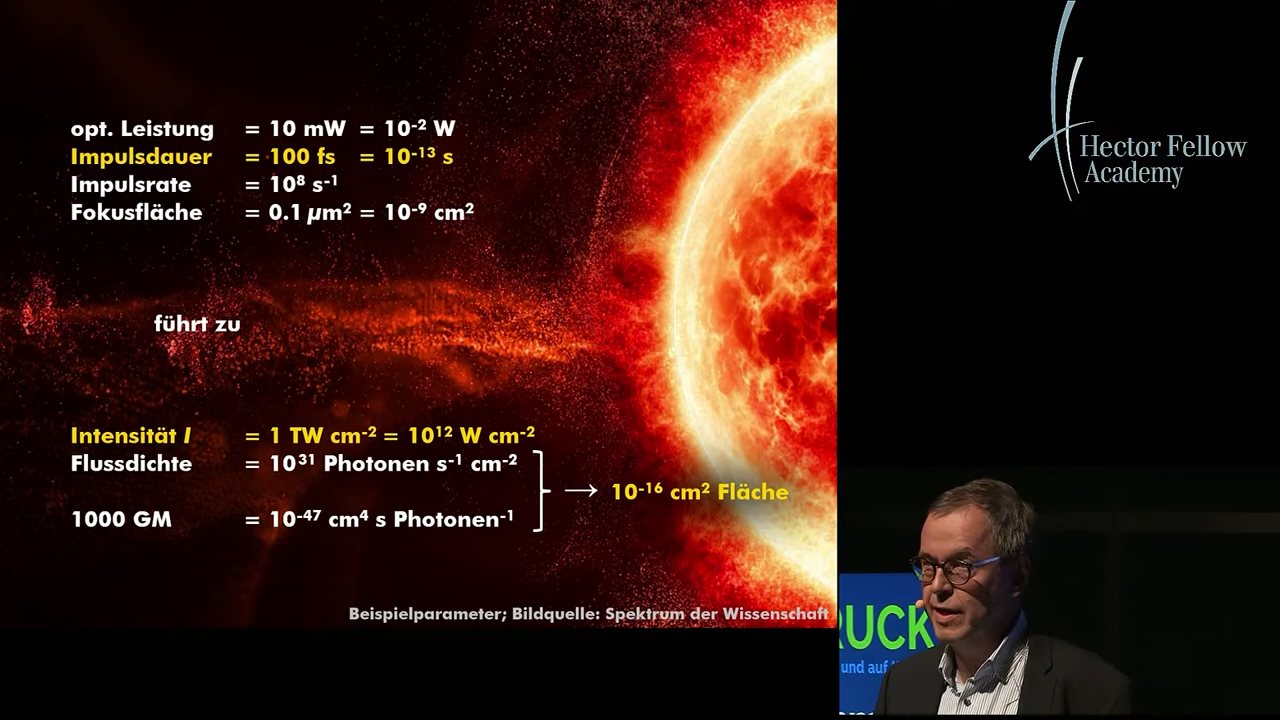 opt. Leistung = 10 mW = 10⁻² W
Impulsdauer = 100 fs = 10⁻¹³ s
Impulsrate = 10⁸ s⁻¹
Fokusfläche = 0.1 µm² = 10⁻⁹ cm²
führt zu
Intensität I = 1 TW cm⁻² = 10¹² W cm⁻²
Flussdichte = 10³¹ Photonen s⁻¹ cm⁻²
→ 10⁻¹⁶ cm² Fläche
1000 GM = 10⁻⁴⁷ cm⁴ s Photonen⁻¹
Beispielparameter; Bildquelle: Spektrum der Wissenschaft
Hector Fellow
Academy
RUCK
und auf